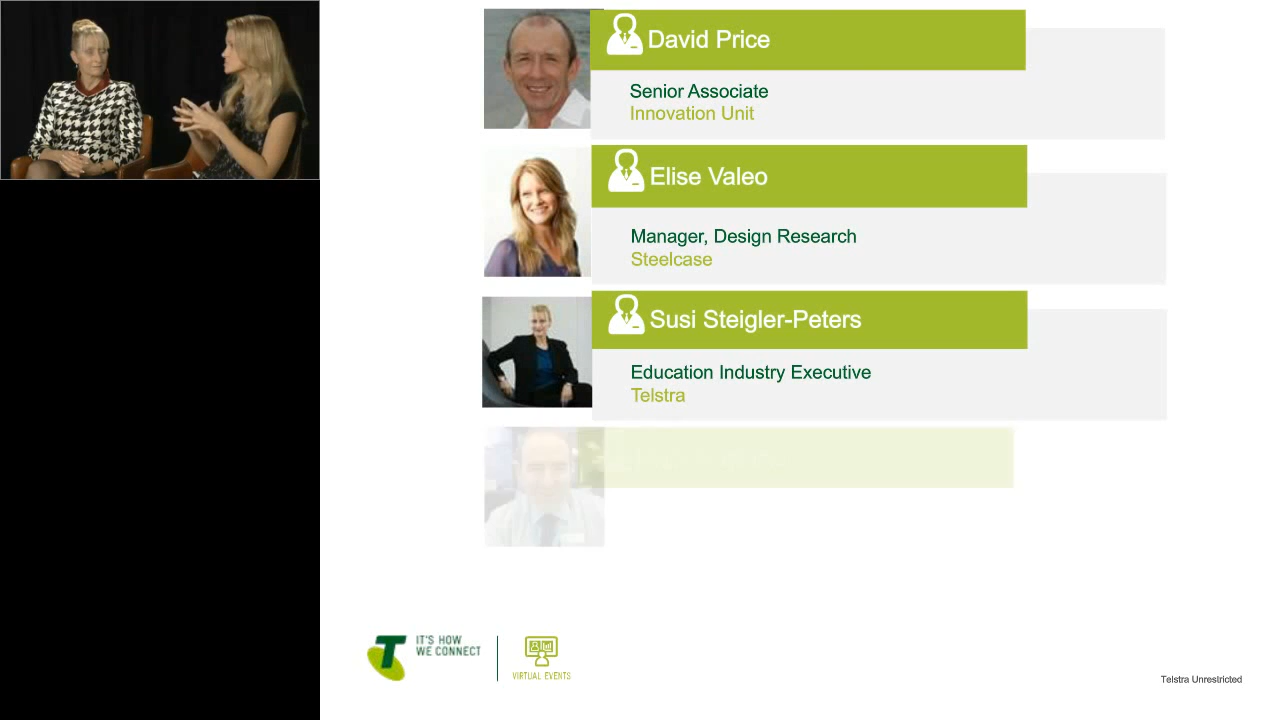 David Price
Senior Associate
Innovation Unit
Elise Valeo
Manager, Design Research
Steelcase
Susi Steigler-Peters
Education Industry Executive
Telstra
IT'S HOW
WE CONNECT
VIRTUAL EVENTS
Telstra Unrestricted